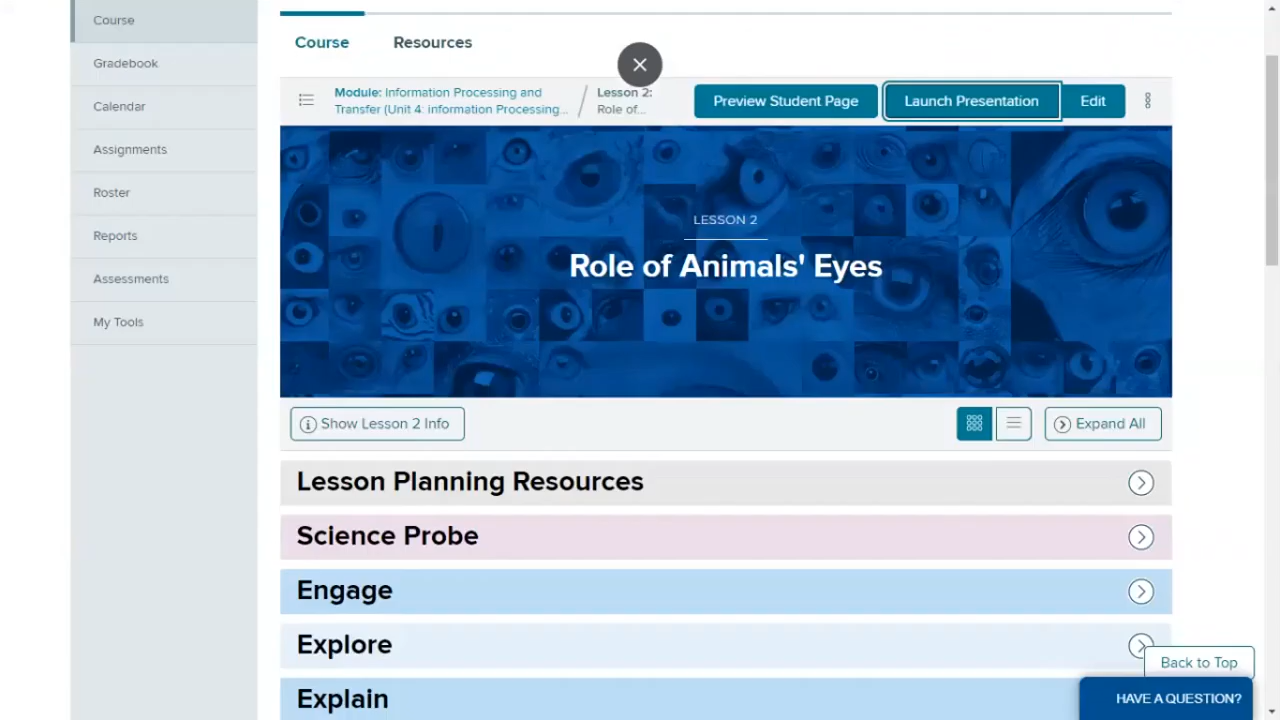 Course
Gradebook
Calendar
Assignments
Roster
Reports
Assessments
My Tools
Course Resources
Module: Information Processing and
Transfer (Unit 4: information Processing...
Lesson 2:
Role of...
Preview Student Page
Launch Presentation
Edit
LESSON 2
Role of Animals' Eyes
Show Lesson 2 Info
Expand All
Lesson Planning Resources
Science Probe
Engage
Explore
Explain
Back to Top
HAVE A QUESTION?